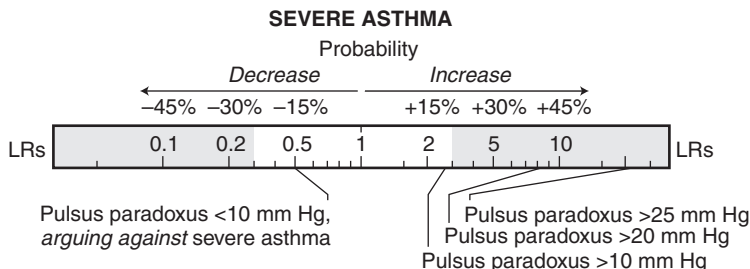 SEVERE ASTHMA
Probability
Decrease Increase
–45% –30% –15% +15% +30% +45%
LRs 0.1 0.2 0.5 1 2 5 10 LRs
Pulsus paradoxus <10 mm Hg,
arguing against severe asthma
Pulsus paradoxus >25 mm Hg
Pulsus paradoxus >20 mm Hg
Pulsus paradoxus >10 mm Hg